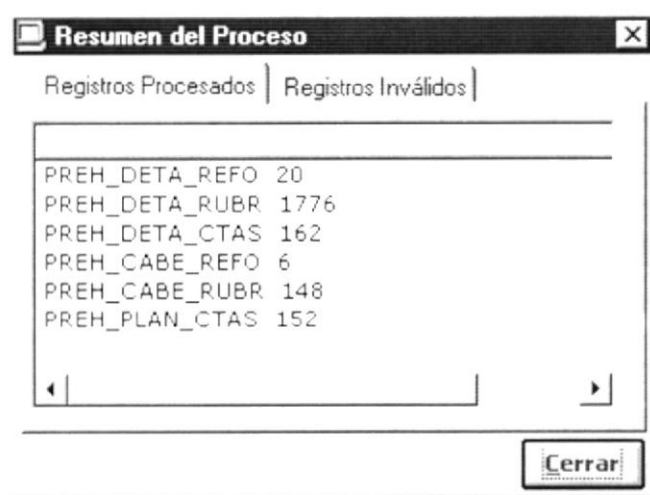 Resumen del Proceso
Registros Procesados Registros Inválidos
PREH_DETA_REFO 20
PREH_DETA_RUBR 1776
PREH_DETA_CTAS 162
PREH_CABE_REFO 6
PREH_CABE_RUBR 148
PREH_PLAN_CTAS 152
Cerrar